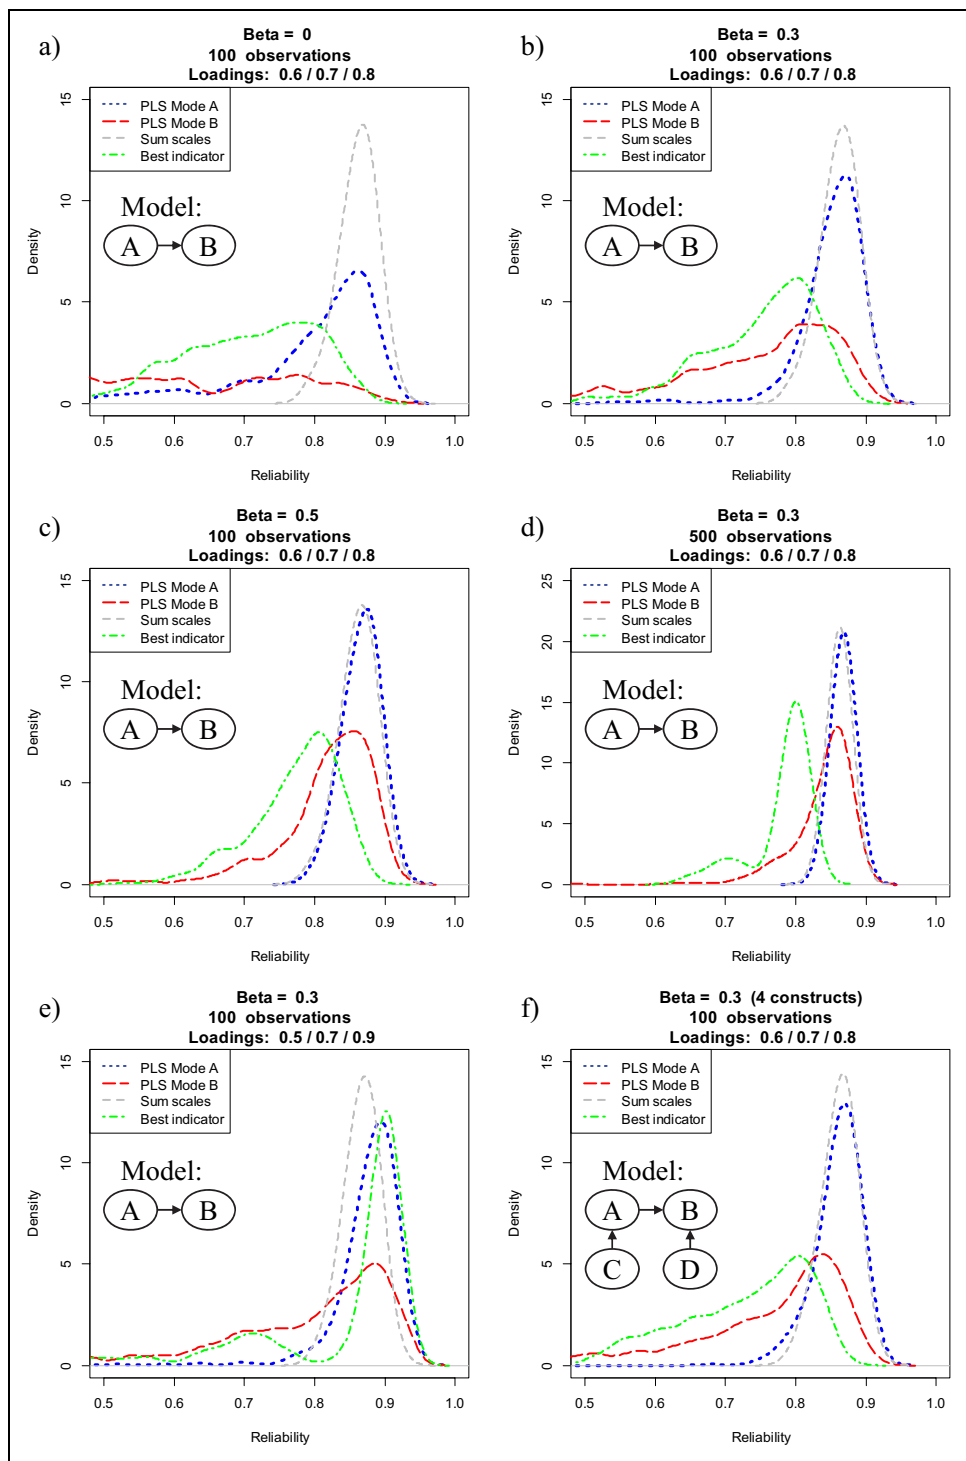 a)
Beta = 0
100 observations
Loadings: 0.6 / 0.7 / 0.8
PLS Mode A
PLS Mode B
Sum scales
Best indicator
Model:
A B
Density
0 5 10 15
0.5 0.6 0.7 0.8 0.9 1.0
Reliability
b)
Beta = 0.3
100 observations
Loadings: 0.6 / 0.7 / 0.8
PLS Mode A
PLS Mode B
Sum scales
Best indicator
Model:
A B
Density
0 5 10 15
0.5 0.6 0.7 0.8 0.9 1.0
Reliability
c)
Beta = 0.5
100 observations
Loadings: 0.6 / 0.7 / 0.8
PLS Mode A
PLS Mode B
Sum scales
Best indicator
Model:
A B
Density
0 5 10 15
0.5 0.6 0.7 0.8 0.9 1.0
Reliability
d)
Beta = 0.3
500 observations
Loadings: 0.6 / 0.7 / 0.8
PLS Mode A
PLS Mode B
Sum scales
Best indicator
Model:
A B
Density
0 5 10 15 20 25
0.5 0.6 0.7 0.8 0.9 1.0
Reliability
e)
Beta = 0.3
100 observations
Loadings: 0.5 / 0.7 / 0.9
PLS Mode A
PLS Mode B
Sum scales
Best indicator
Model:
A B
Density
0 5 10 15
0.5 0.6 0.7 0.8 0.9 1.0
Reliability
f)
Beta = 0.3 (4 constructs)
100 observations
Loadings: 0.6 / 0.7 / 0.8
PLS Mode A
PLS Mode B
Sum scales
Best indicator
Model:
A B
C D
Density
0 5 10 15
0.5 0.6 0.7 0.8 0.9 1.0
Reliability